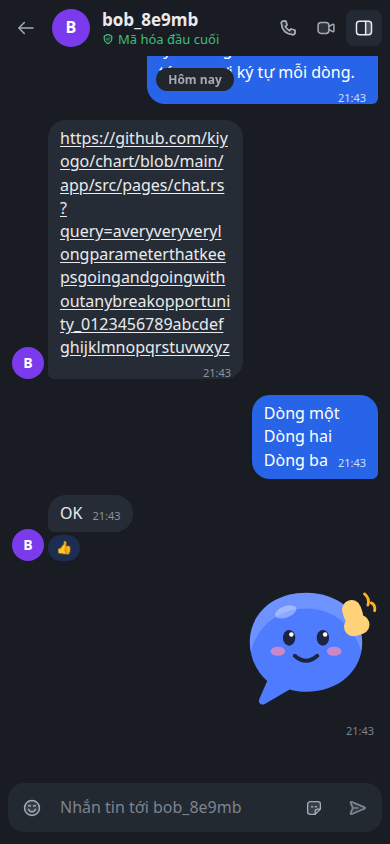 bob_8e9mb
Mã hóa đầu cuối
B
Hôm nay
ký tự mỗi dòng.
21:43
https://github.com/kiy
ogo/chart/blob/main/
app/src/pages/chat.rs
?
query=averyveryveryl
ongparameterthatkee
psgoingandgoingwith
outanybreakopportuni
ty_0123456789abcdef
ghijklmnopqrstuvwxyz
21:43
B
Dòng một
Dòng hai
Dòng ba 21:43
OK 21:43
B
👍
21:43
Nhắn tin tới bob_8e9mb